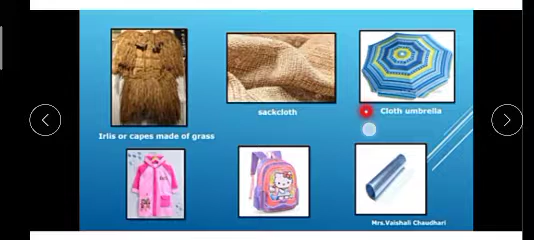 sackcloth
Cloth umbrella
Irlis or capes made of grass
Mrs.Vaishali Chaudhari